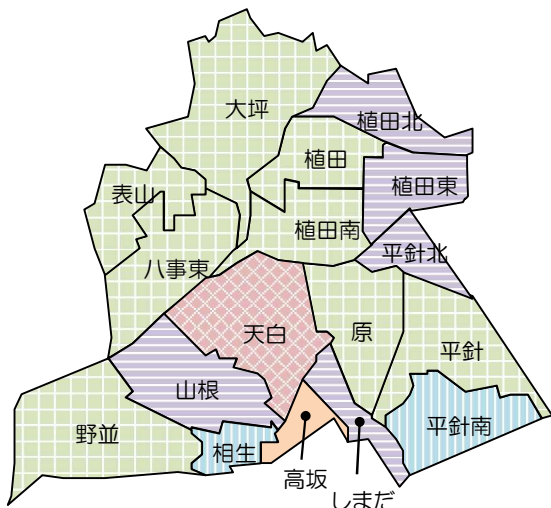 大坪
植田北
植田
植田東
表山
植田南
平針北
八事東
天白
原
平針
山根
野並
相生
平針南
高坂
しまだ